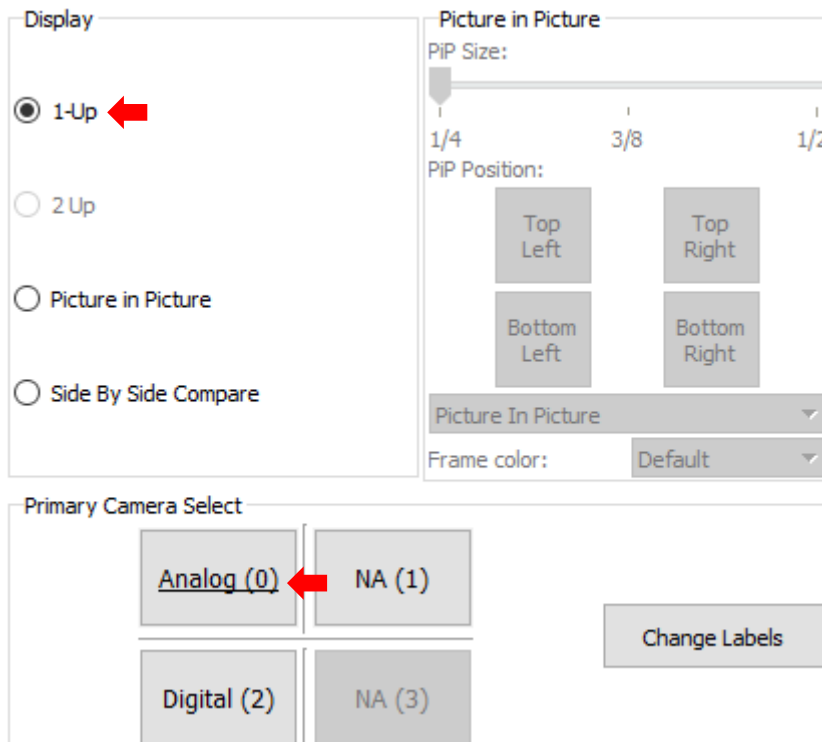 Display
1-Up
2 Up
Picture in Picture
Side By Side Compare
Picture in Picture
PiP Size:
1/4 3/8 1/2
PiP Position:
Top
Left
Top
Right
Bottom
Left
Bottom
Right
Picture In Picture
Frame color: Default
Primary Camera Select
Analog (0)
NA (1)
Digital (2)
NA (3)
Change Labels